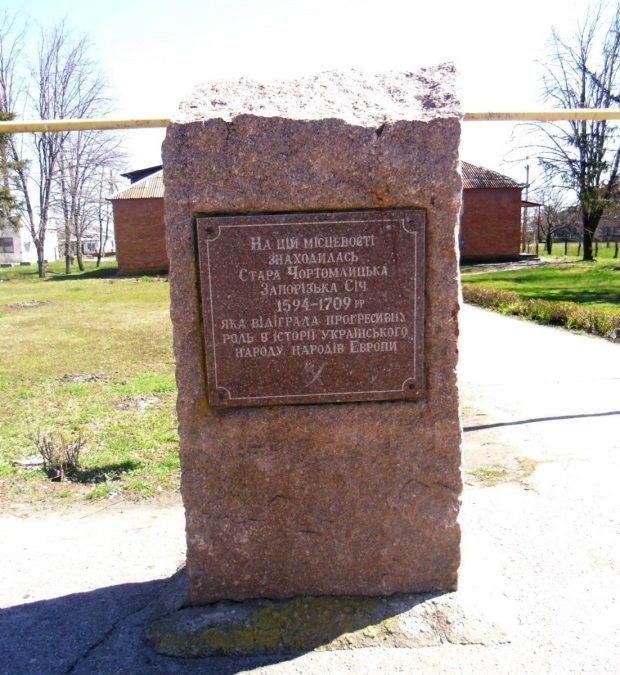 На цій місцевості
знаходилась
Стара Чортомлицька
Запорізька Січ
1594-1709 рр
яка відіграла прогресивну
роль в історії українського
народу, народів Европи